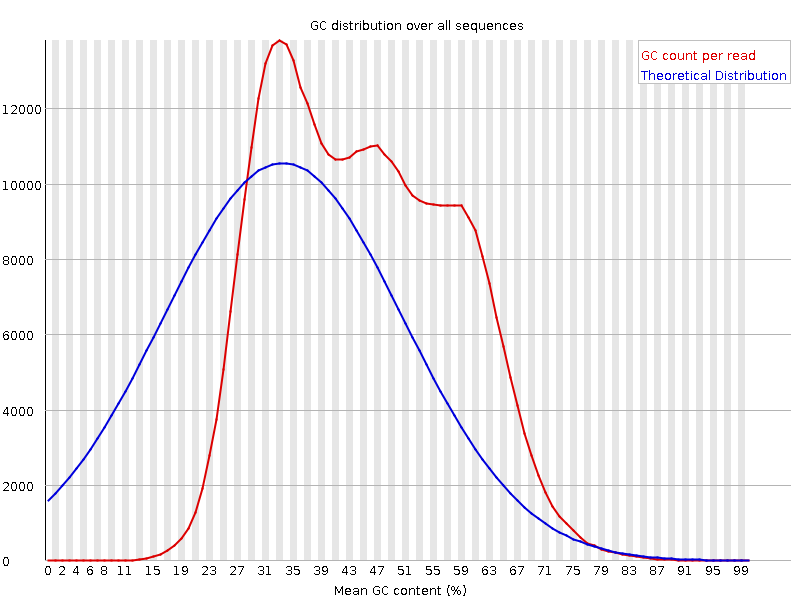 GC distribution over all sequences
GC count per read
Theoretical Distribution
12000
10000
8000
6000
4000
2000
0
0 2 4 6 8 11 15 19 23 27 31 35 39 43 47 51 55 59 63 67 71 75 79 83 87 91 95 99
Mean GC content (%)